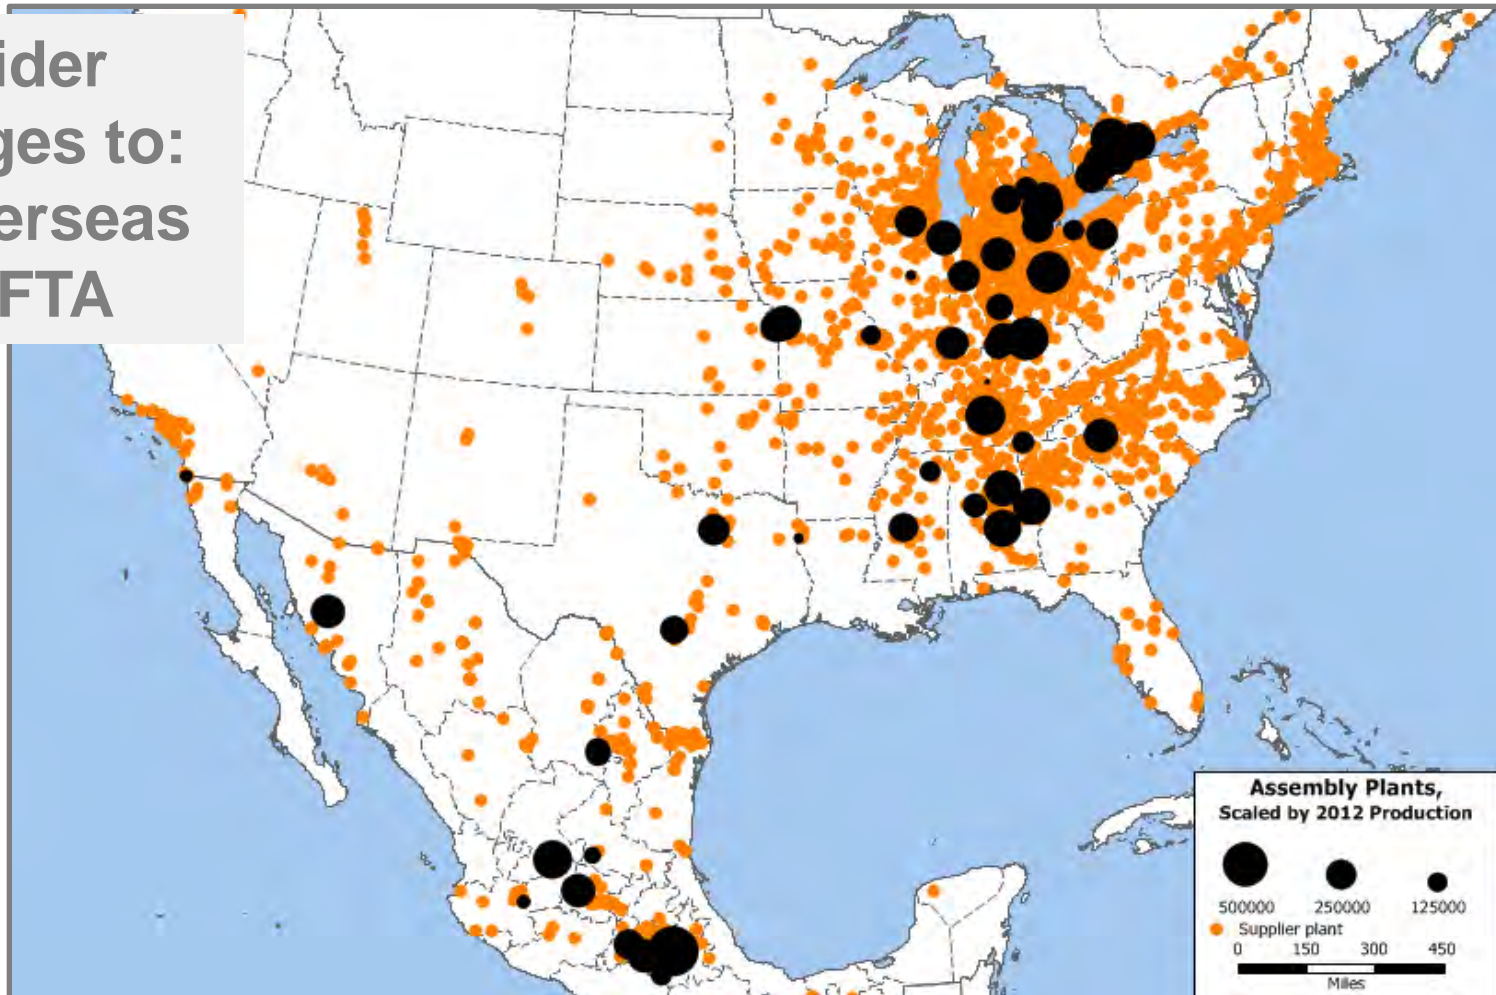 ider
ges to:
erseas
FTA
Assembly Plants,
Scaled by 2012 Production
500000 250000 125000
Supplier plant
0 150 300 450
Miles